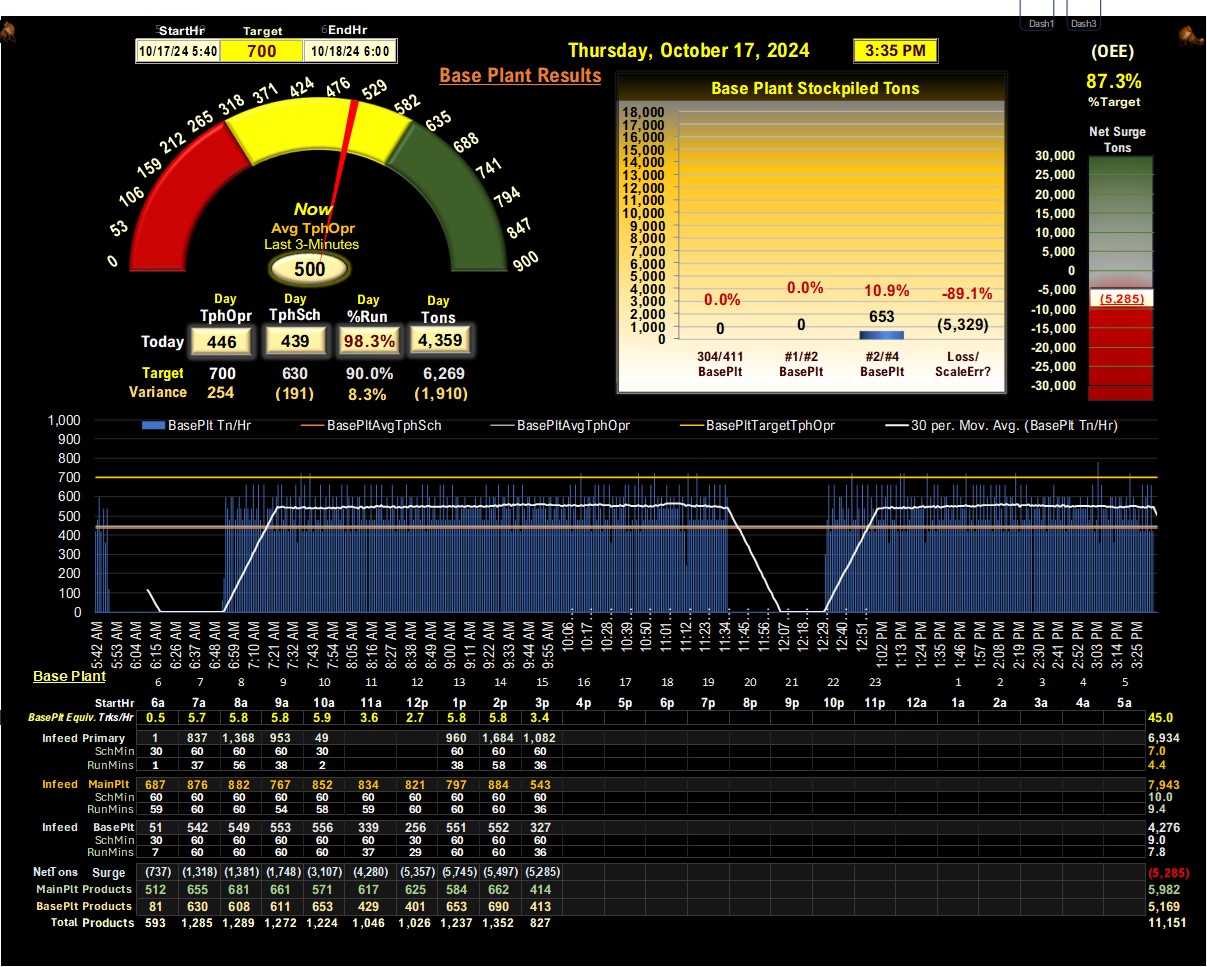 Dash1 Dash3
StartHr Target EndHr
10/17/24 5:40 700 10/18/24 6:00
Thursday, October 17, 2024 3:35 PM
(OEE)
87.3%
%Target
Base Plant Results
0 53 106 159 212 265 318 371 424 476 529 582 635 688 741 794 847 900
Now
Avg TphOpr
Last 3-Minutes
500
Day Day Day Day
TphOpr TphSch %Run Tons
Today 446 439 98.3% 4,359
Target 700 630 90.0% 6,269
Variance 254 (191) 8.3% (1,910)
Base Plant Stockpiled Tons
18,000
17,000
16,000
15,000
14,000
13,000
12,000
11,000
10,000
9,000
8,000
7,000
6,000
5,000
4,000
3,000
2,000
1,000
0
0.0% 0.0% 10.9% -89.1%
0 0 653 (5,329)
304/411 #1/#2 #2/#4 Loss/
BasePlt BasePlt BasePlt ScaleErr?
Net Surge
Tons
30,000
25,000
20,000
15,000
10,000
5,000
0
-5,000
(5,285)
-10,000
-15,000
-20,000
-25,000
-30,000
BasePlt Tn/Hr BasePltAvgTphSch BasePltAvgTphOpr BasePltTargetTphOpr 30 per. Mov. Avg. (BasePlt Tn/Hr)
1,000
900
800
700
600
500
400
300
200
100
0
5:42 AM 5:53 AM 6:04 AM 6:15 AM 6:26 AM 6:37 AM 6:48 AM 6:59 AM 7:10 AM 7:21 AM 7:32 AM 7:43 AM 7:54 AM 8:05 AM 8:16 AM 8:27 AM 8:38 AM 8:49 AM 9:00 AM 9:11 AM 9:22 AM 9:33 AM 9:44 AM 9:55 AM 10:06... 10:17... 10:28... 10:39... 10:50... 11:01... 11:12... 11:23... 11:34... 11:45... 11:56... 12:07... 12:18... 12:29... 12:40... 12:51... 1:02 PM 1:13 PM 1:24 PM 1:35 PM 1:46 PM 1:57 PM 2:08 PM 2:19 PM 2:30 PM 2:41 PM 2:52 PM 3:03 PM 3:14 PM 3:25 PM
Base Plant
6 7 8 9 10 11 12 13 14 15 16 17 18 19 20 21 22 23 1 2 3 4 5
StartHr 6a 7a 8a 9a 10a 11a 12p 1p 2p 3p 4p 5p 6p 7p 8p 9p 10p 11p 12a 1a 2a 3a 4a 5a
BasePlt Equiv. Trks/Hr 0.5 5.7 5.8 5.8 5.9 3.6 2.7 5.8 5.8 3.4 45.0
Infeed Primary 1 837 1,368 953 49 960 1,684 1,082 6,934
SchMin 30 60 60 60 30 60 60 60 7.0
RunMins 1 37 56 38 2 38 58 36 4.4
Infeed MainPlt 687 876 882 767 852 834 821 797 884 543 7,943
SchMin 60 60 60 60 60 60 60 60 60 60 10.0
RunMins 59 60 60 54 58 59 60 60 60 36 9.4
Infeed BasePlt 51 542 549 553 556 339 256 551 552 327 4,276
SchMin 30 60 60 60 60 60 30 60 60 60 9.0
RunMins 7 60 60 60 60 37 29 60 60 36 7.8
NetTons Surge (737) (1,318) (1,381) (1,748) (3,107) (4,280) (5,357) (5,745) (5,497) (5,285) (5,285)
MainPlt Products 512 655 681 661 571 617 625 584 662 414 5,982
BasePlt Products 81 630 608 611 653 429 401 653 690 413 5,169
Total Products 593 1,285 1,289 1,272 1,224 1,046 1,026 1,237 1,352 827 11,151